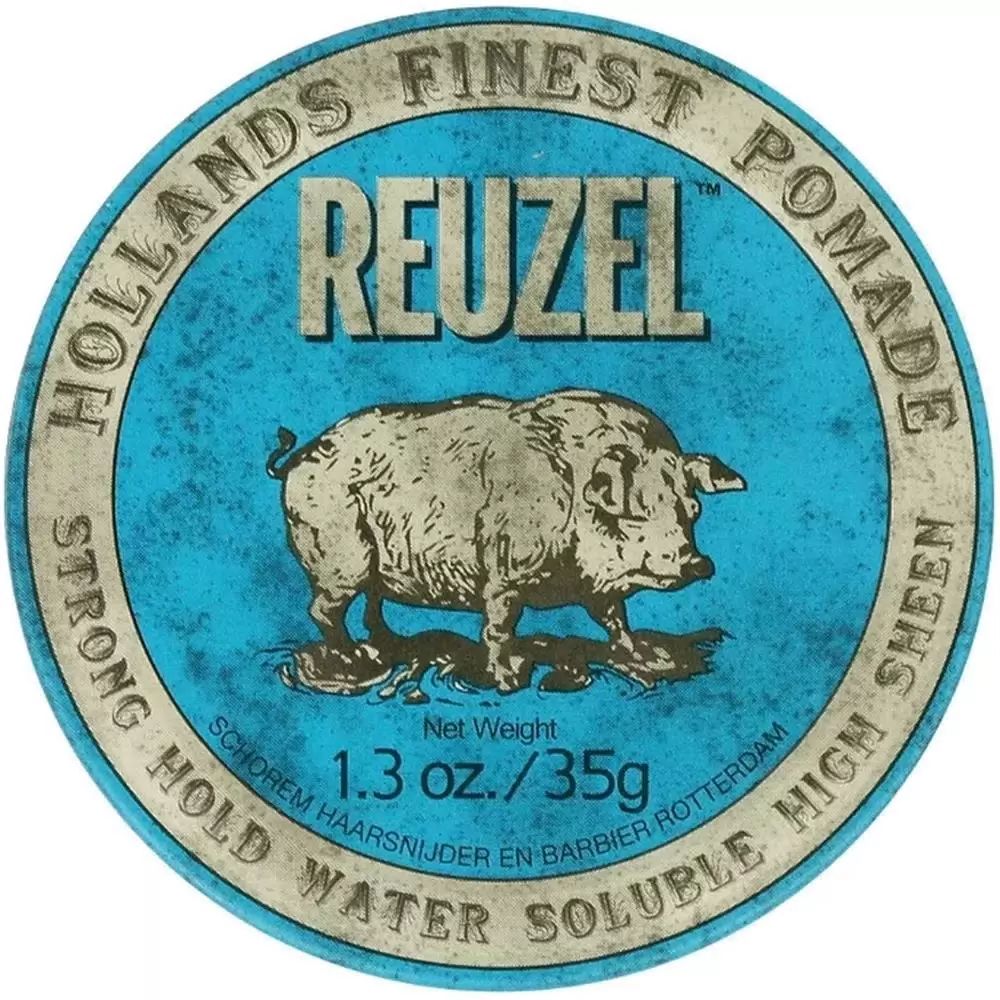 HOLLANDS FINEST POMADE
REUZEL™
Net Weight
1.3 oz./35g
SCHOREM HAARSNIJDER EN BARBIER ROTTERDAM
STRONG HOLD WATER SOLUBLE HIGH SHEEN